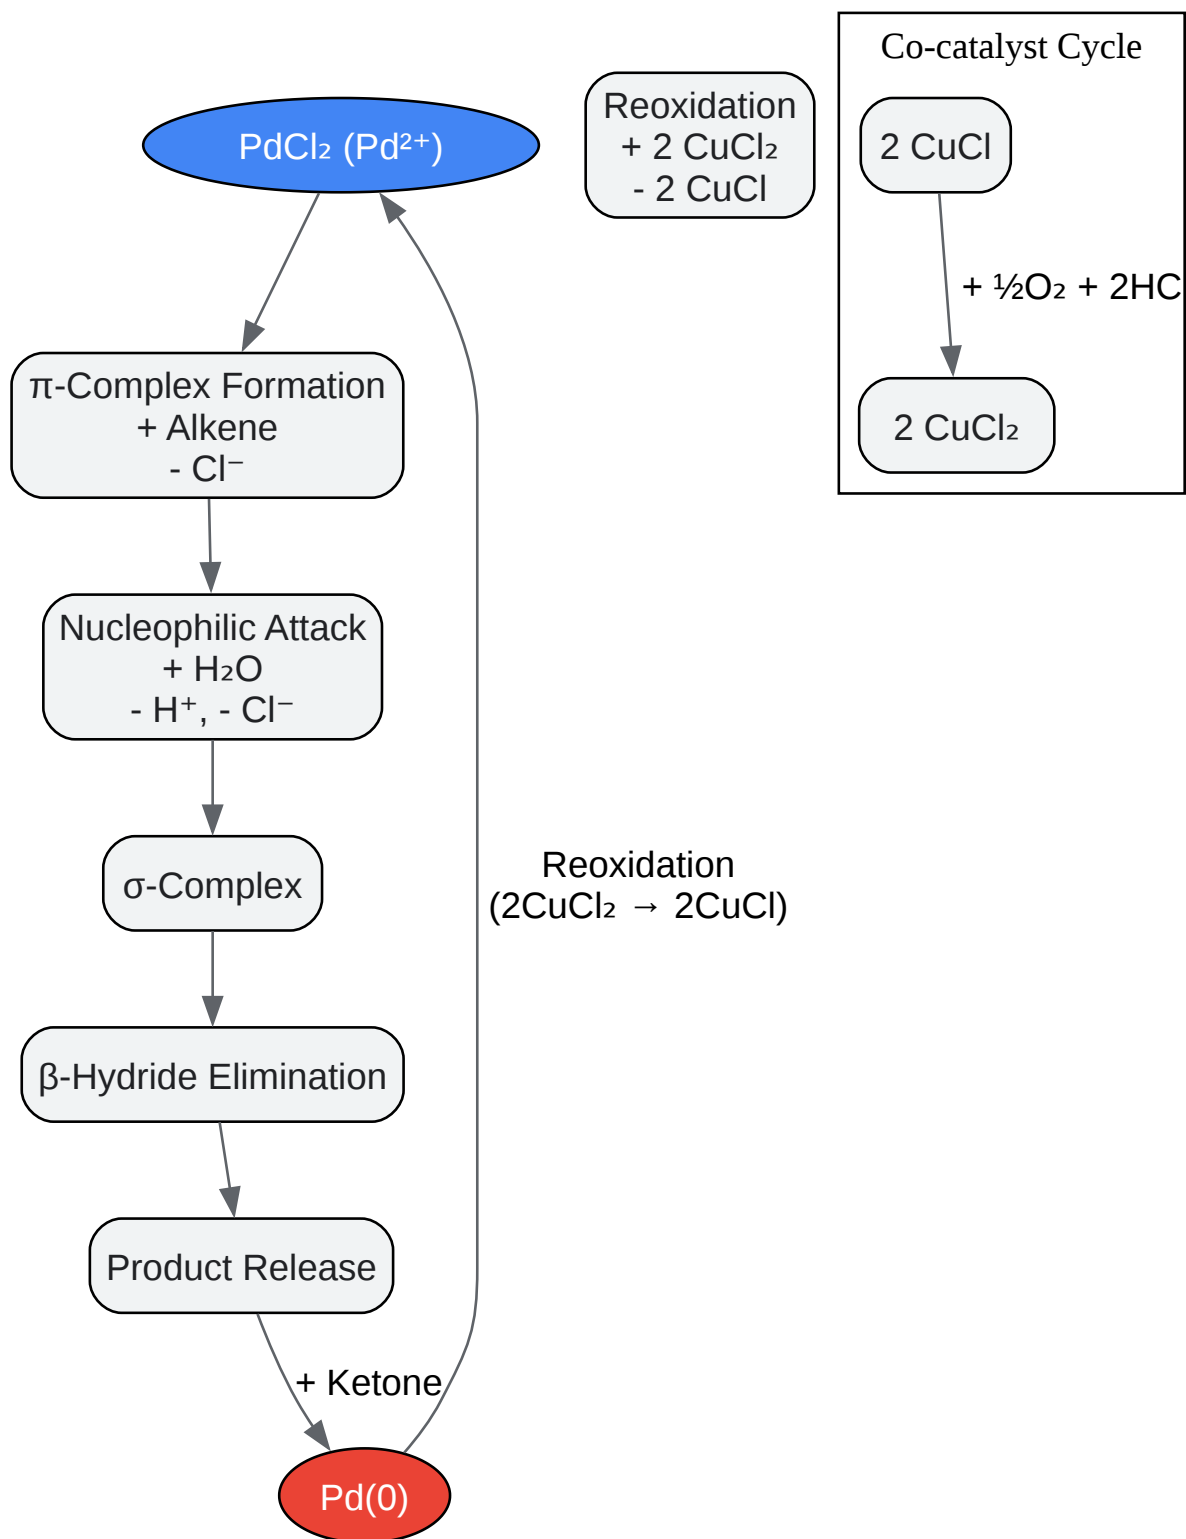 Co-catalyst Cycle
PdCl₂ (Pd²⁺)
Reoxidation
+ 2 CuCl₂
- 2 CuCl
2 CuCl
+ ½O₂ + 2HC
2 CuCl₂
π-Complex Formation
+ Alkene
- Cl⁻
Nucleophilic Attack
+ H₂O
- H⁺, - Cl⁻
σ-Complex
Reoxidation
(2CuCl₂ → 2CuCl)
β-Hydride Elimination
Product Release
+ Ketone
Pd(0)